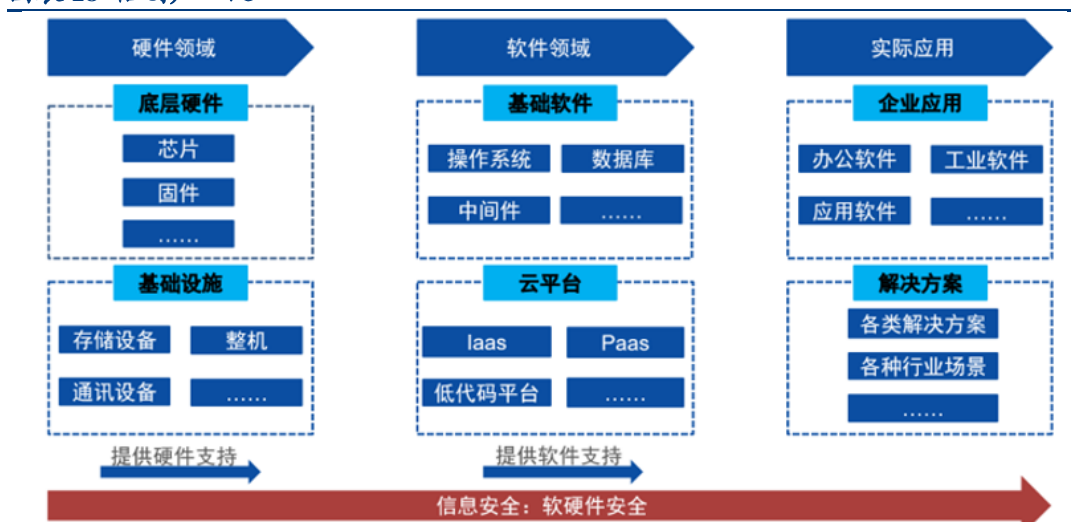 硬件领域
软件领域
实际应用
底层硬件
芯片
固件
……
基础软件
操作系统 数据库
中间件 ……
企业应用
办公软件 工业软件
应用软件 ……
基础设施
存储设备 整机
通讯设备 ……
云平台
Iaas Paas
低代码平台 ……
解决方案
各类解决方案
各种行业场景
……
提供硬件支持
提供软件支持
信息安全：软硬件安全